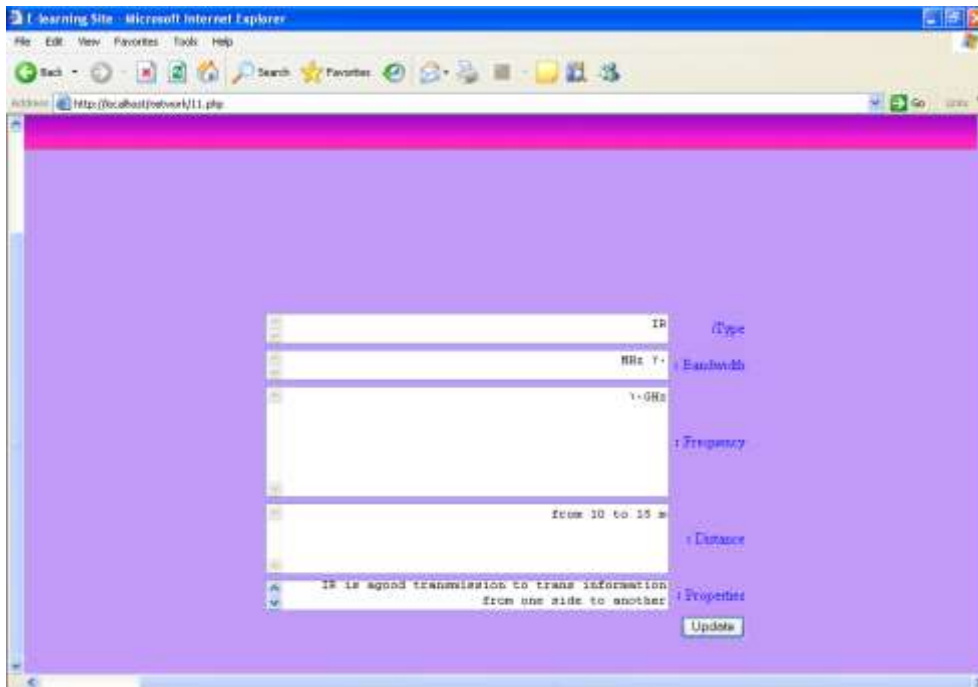 E-learning Site - Microsoft Internet Explorer
File Edit View Favorites Tools Help
Back Search Favorites
Address http://localhost/network/11.php Go Links
IR :Type
MHz ٢٠ : Bandwidth
١٠GHz : Frequency
from 10 to 15 m : Distance
IR is agood transmission to trans information
from one side to another : Properties
Update